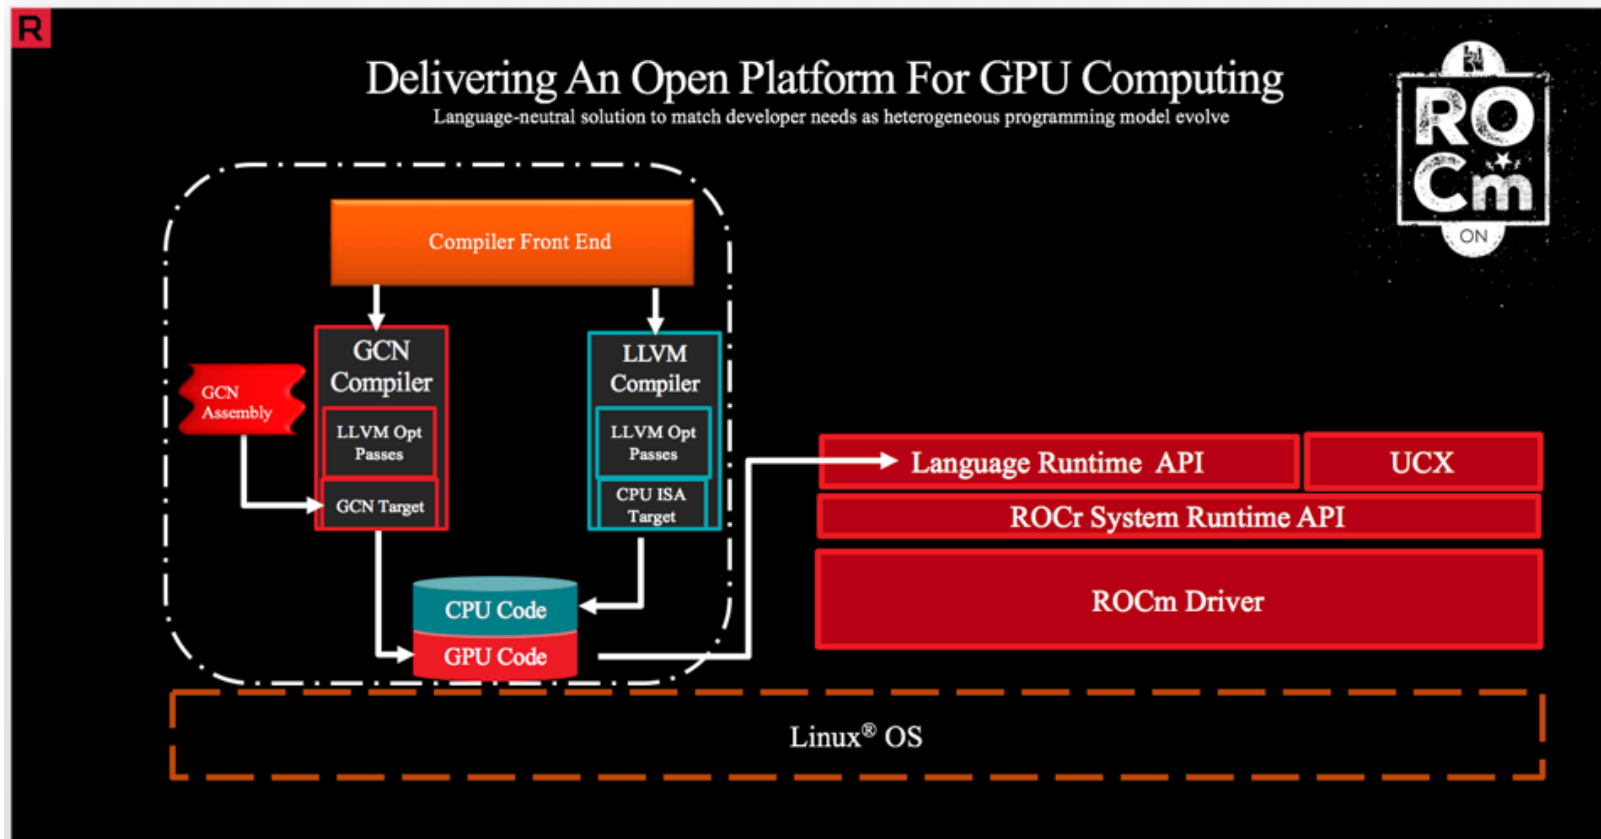 R
Delivering An Open Platform For GPU Computing
Language-neutral solution to match developer needs as heterogeneous programming model evolve
RO
Cm
ON
Compiler Front End
GCN
Compiler
LLVM Opt
Passes
GCN Target
GCN
Assembly
LLVM
Compiler
LLVM Opt
Passes
CPU ISA
Target
CPU Code
GPU Code
Language Runtime API
UCX
ROCr System Runtime API
ROCm Driver
Linux® OS